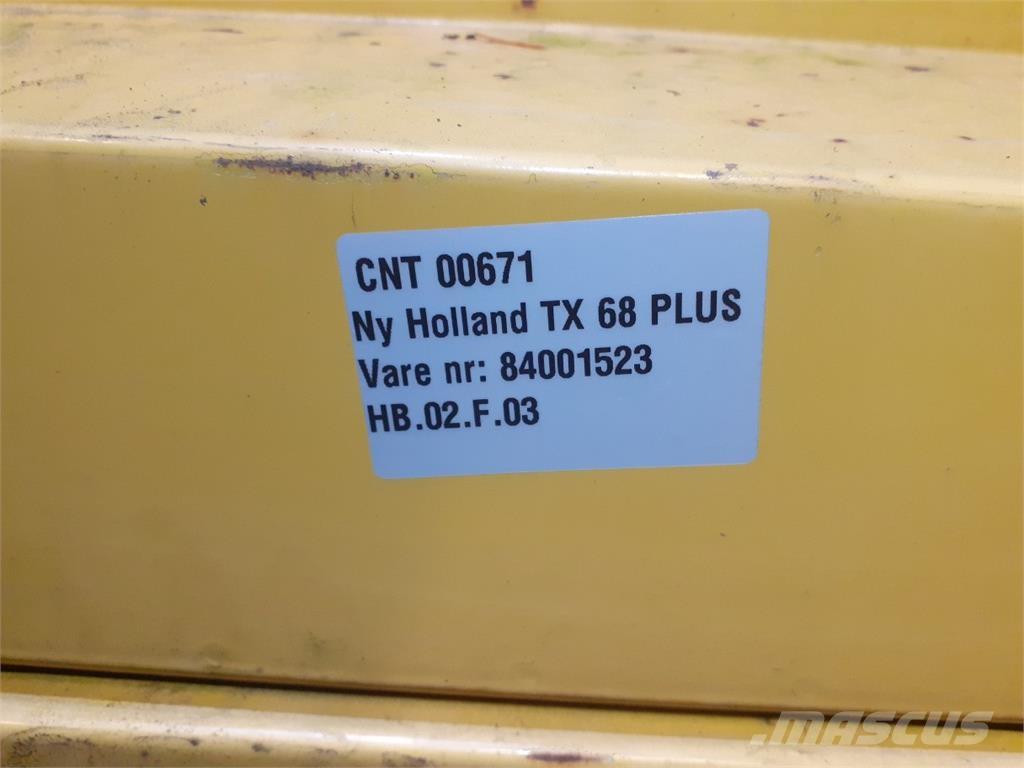 CNT 00671
Ny Holland TX 68 PLUS
Vare nr: 84001523
HB.02.F.03
MASCUS